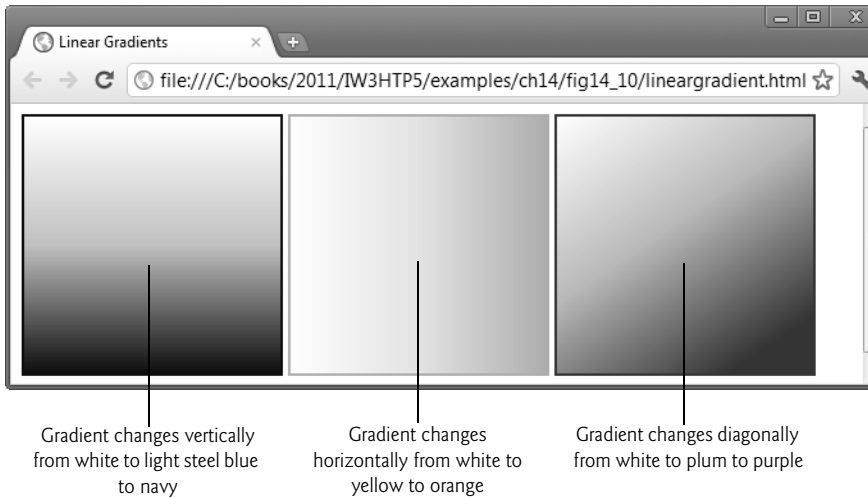 Linear Gradients
file:///C:/books/2011/IW3HTP5/examples/ch14/fig14_10/lineargradient.html
Gradient changes vertically
from white to light steel blue
to navy
Gradient changes
horizontally from white to
yellow to orange
Gradient changes diagonally
from white to plum to purple